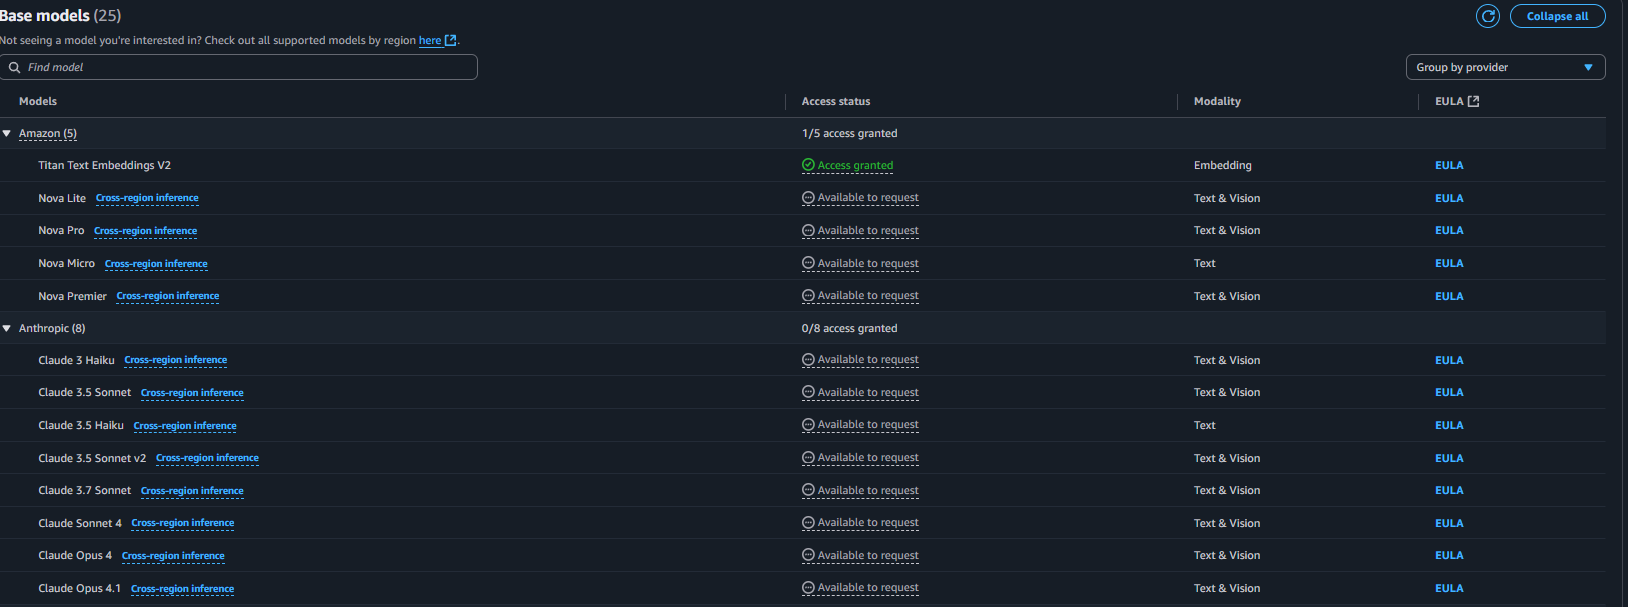 Base models (25)
Collapse all
Not seeing a model you're interested in? Check out all supported models by region here.
Find model
Group by provider
Models Access status Modality EULA
Amazon (5) 1/5 access granted
Titan Text Embeddings V2 Access granted Embedding EULA
Nova Lite Cross-region inference Available to request Text & Vision EULA
Nova Pro Cross-region inference Available to request Text & Vision EULA
Nova Micro Cross-region inference Available to request Text EULA
Nova Premier Cross-region inference Available to request Text & Vision EULA
Anthropic (8) 0/8 access granted
Claude 3 Haiku Cross-region inference Available to request Text & Vision EULA
Claude 3.5 Sonnet Cross-region inference Available to request Text & Vision EULA
Claude 3.5 Haiku Cross-region inference Available to request Text EULA
Claude 3.5 Sonnet v2 Cross-region inference Available to request Text & Vision EULA
Claude 3.7 Sonnet Cross-region inference Available to request Text & Vision EULA
Claude Sonnet 4 Cross-region inference Available to request Text & Vision EULA
Claude Opus 4 Cross-region inference Available to request Text & Vision EULA
Claude Opus 4.1 Cross-region inference Available to request Text & Vision EULA